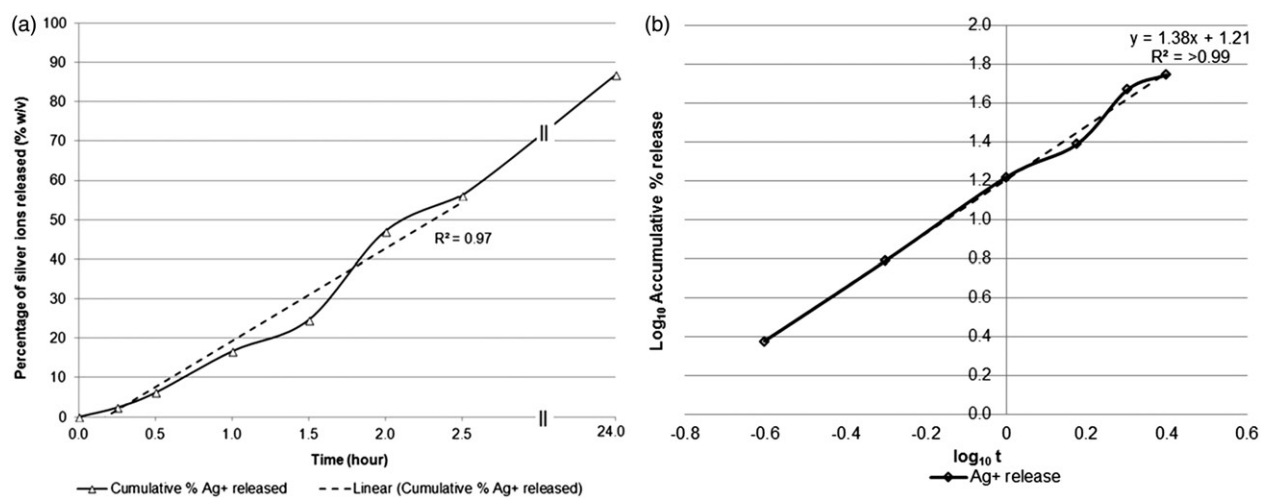 (a)
100
90
80
70
60
50
40
30
20
10
0
Percentage of silver ions released (% w/v)
R² = 0.97
0.0 0.5 1.0 1.5 2.0 2.5 24.0
Time (hour)
Cumulative % Ag+ released Linear (Cumulative % Ag+ released)
(b)
y = 1.38x + 1.21
R² = >0.99
2.0
1.8
1.6
1.4
1.2
1.0
0.8
0.6
0.4
0.2
0.0
Log₁₀ Accumulative % release
-0.8 -0.6 -0.4 -0.2 0 0.2 0.4 0.6
log₁₀ t
Ag+ release